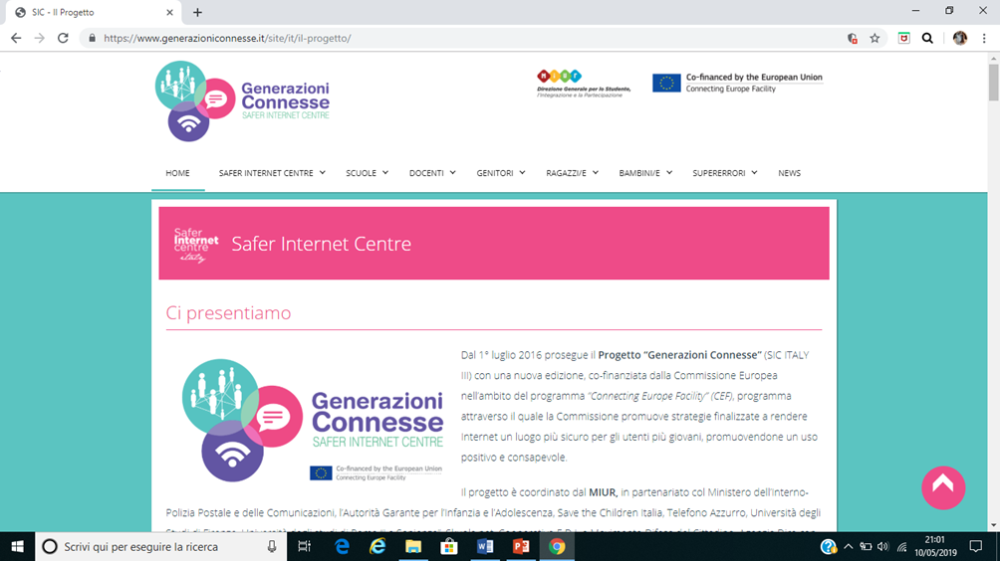 SIC - Il Progetto
https://www.generazioniconnesse.it/site/it/il-progetto/
Generazioni
Connesse
SAFER INTERNET CENTRE
MIUR
Direzione Generale per lo Studente,
l'Integrazione e la Partecipazione
Co-financed by the European Union
Connecting Europe Facility
HOME SAFER INTERNET CENTRE SCUOLE DOCENTI GENITORI RAGAZZI/E BAMBINI/E SUPERERRORI NEWS
Safer
Internet
centre
italy
Safer Internet Centre
Ci presentiamo
Generazioni
Connesse
SAFER INTERNET CENTRE
Co-financed by the European Union
Connecting Europe Facility
Dal 1° luglio 2016 prosegue il Progetto “Generazioni Connesse” (SIC ITALY
III) con una nuova edizione, co-finanziata dalla Commissione Europea
nell’ambito del programma “Connecting Europe Facility” (CEF), programma
attraverso il quale la Commissione promuove strategie finalizzate a rendere
Internet un luogo più sicuro per gli utenti più giovani, promuovendone un uso
positivo e consapevole.
Il progetto è coordinato dal MIUR, in partenariato col Ministero dell’Interno-
Polizia Postale e delle Comunicazioni, l’Autorità Garante per l’Infanzia e l’Adolescenza, Save the Children Italia, Telefono Azzurro, Università degli
Scrivi qui per eseguire la ricerca
21:01
10/05/2019